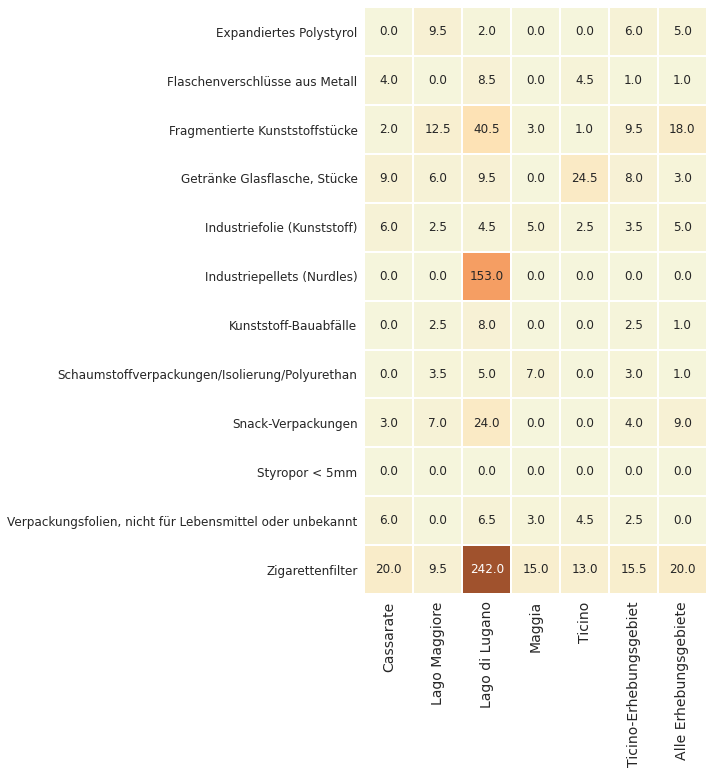 Expandiertes Polystyrol 0.0 9.5 2.0 0.0 0.0 6.0 5.0
Flaschenverschlüsse aus Metall 4.0 0.0 8.5 0.0 4.5 1.0 1.0
Fragmentierte Kunststoffstücke 2.0 12.5 40.5 3.0 1.0 9.5 18.0
Getränke Glasflasche, Stücke 9.0 6.0 9.5 0.0 24.5 8.0 3.0
Industriefolie (Kunststoff) 6.0 2.5 4.5 5.0 2.5 3.5 5.0
Industriepellets (Nurdles) 0.0 0.0 153.0 0.0 0.0 0.0 0.0
Kunststoff-Bauabfälle 0.0 2.5 8.0 0.0 0.0 2.5 1.0
Schaumstoffverpackungen/Isolierung/Polyurethan 0.0 3.5 5.0 7.0 0.0 3.0 1.0
Snack-Verpackungen 3.0 7.0 24.0 0.0 0.0 4.0 9.0
Styropor < 5mm 0.0 0.0 0.0 0.0 0.0 0.0 0.0
Verpackungsfolien, nicht für Lebensmittel oder unbekannt 6.0 0.0 6.5 3.0 4.5 2.5 0.0
Zigarettenfilter 20.0 9.5 242.0 15.0 13.0 15.5 20.0
Cassarate
Lago Maggiore
Lago di Lugano
Maggia
Ticino
Ticino-Erhebungsgebiet
Alle Erhebungsgebiete